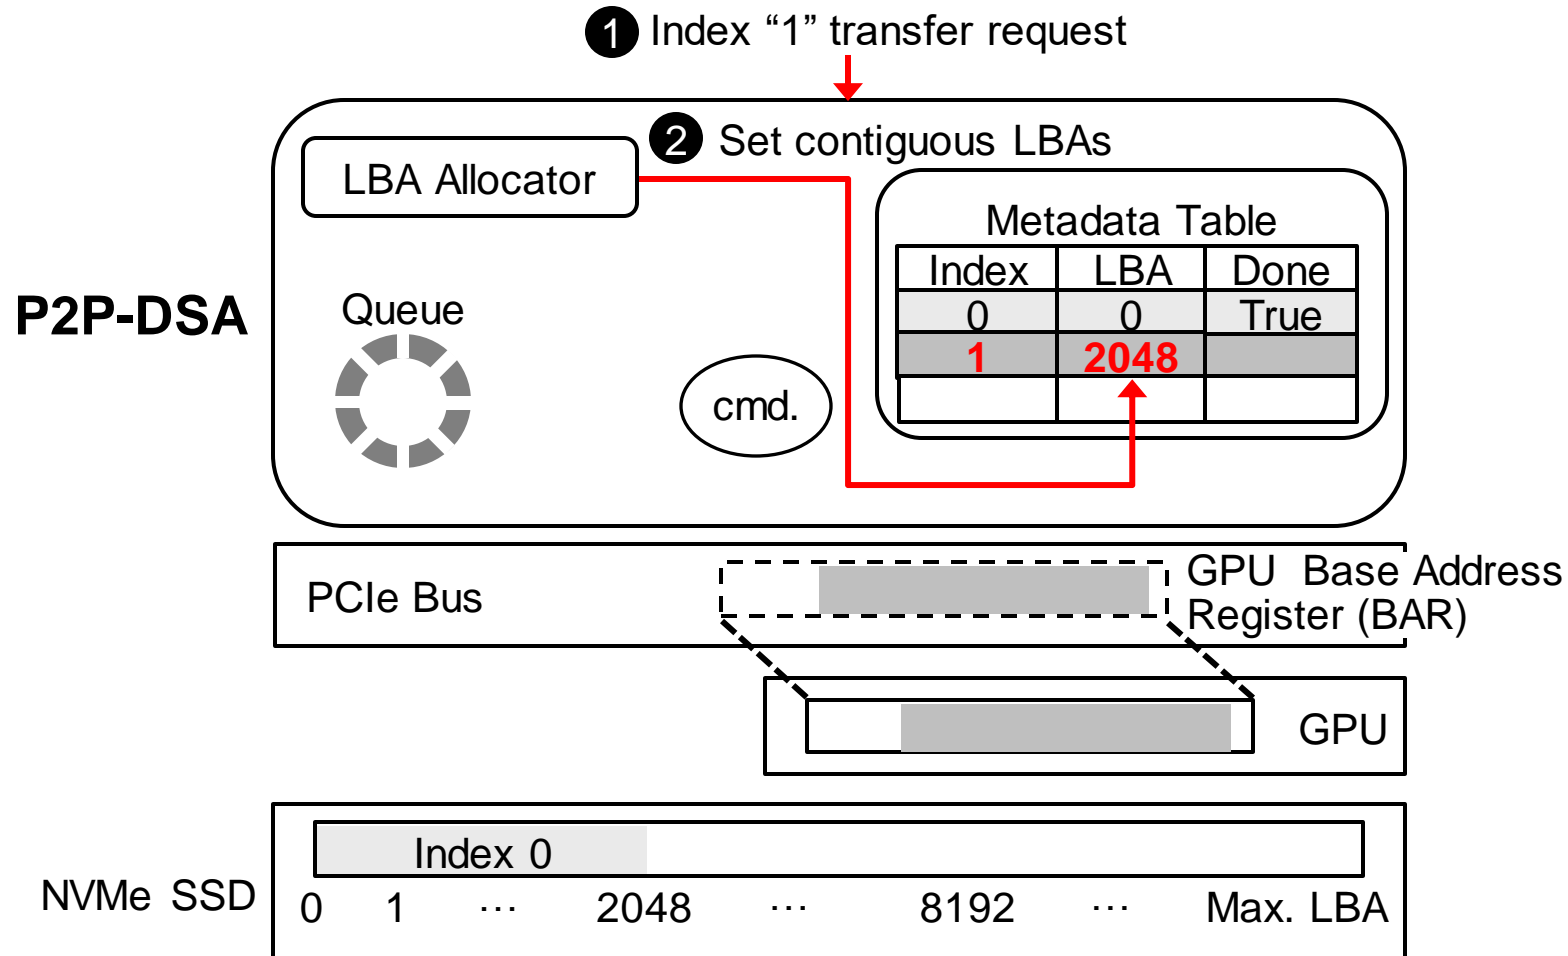 1 Index “1” transfer request
2 Set contiguous LBAs
LBA Allocator
Metadata Table
Index LBA Done
0 0 True
1 2048
P2P-DSA
Queue
cmd.
PCIe Bus
GPU Base Address
Register (BAR)
GPU
Index 0
NVMe SSD
0 1 ... 2048 ... 8192 ... Max. LBA